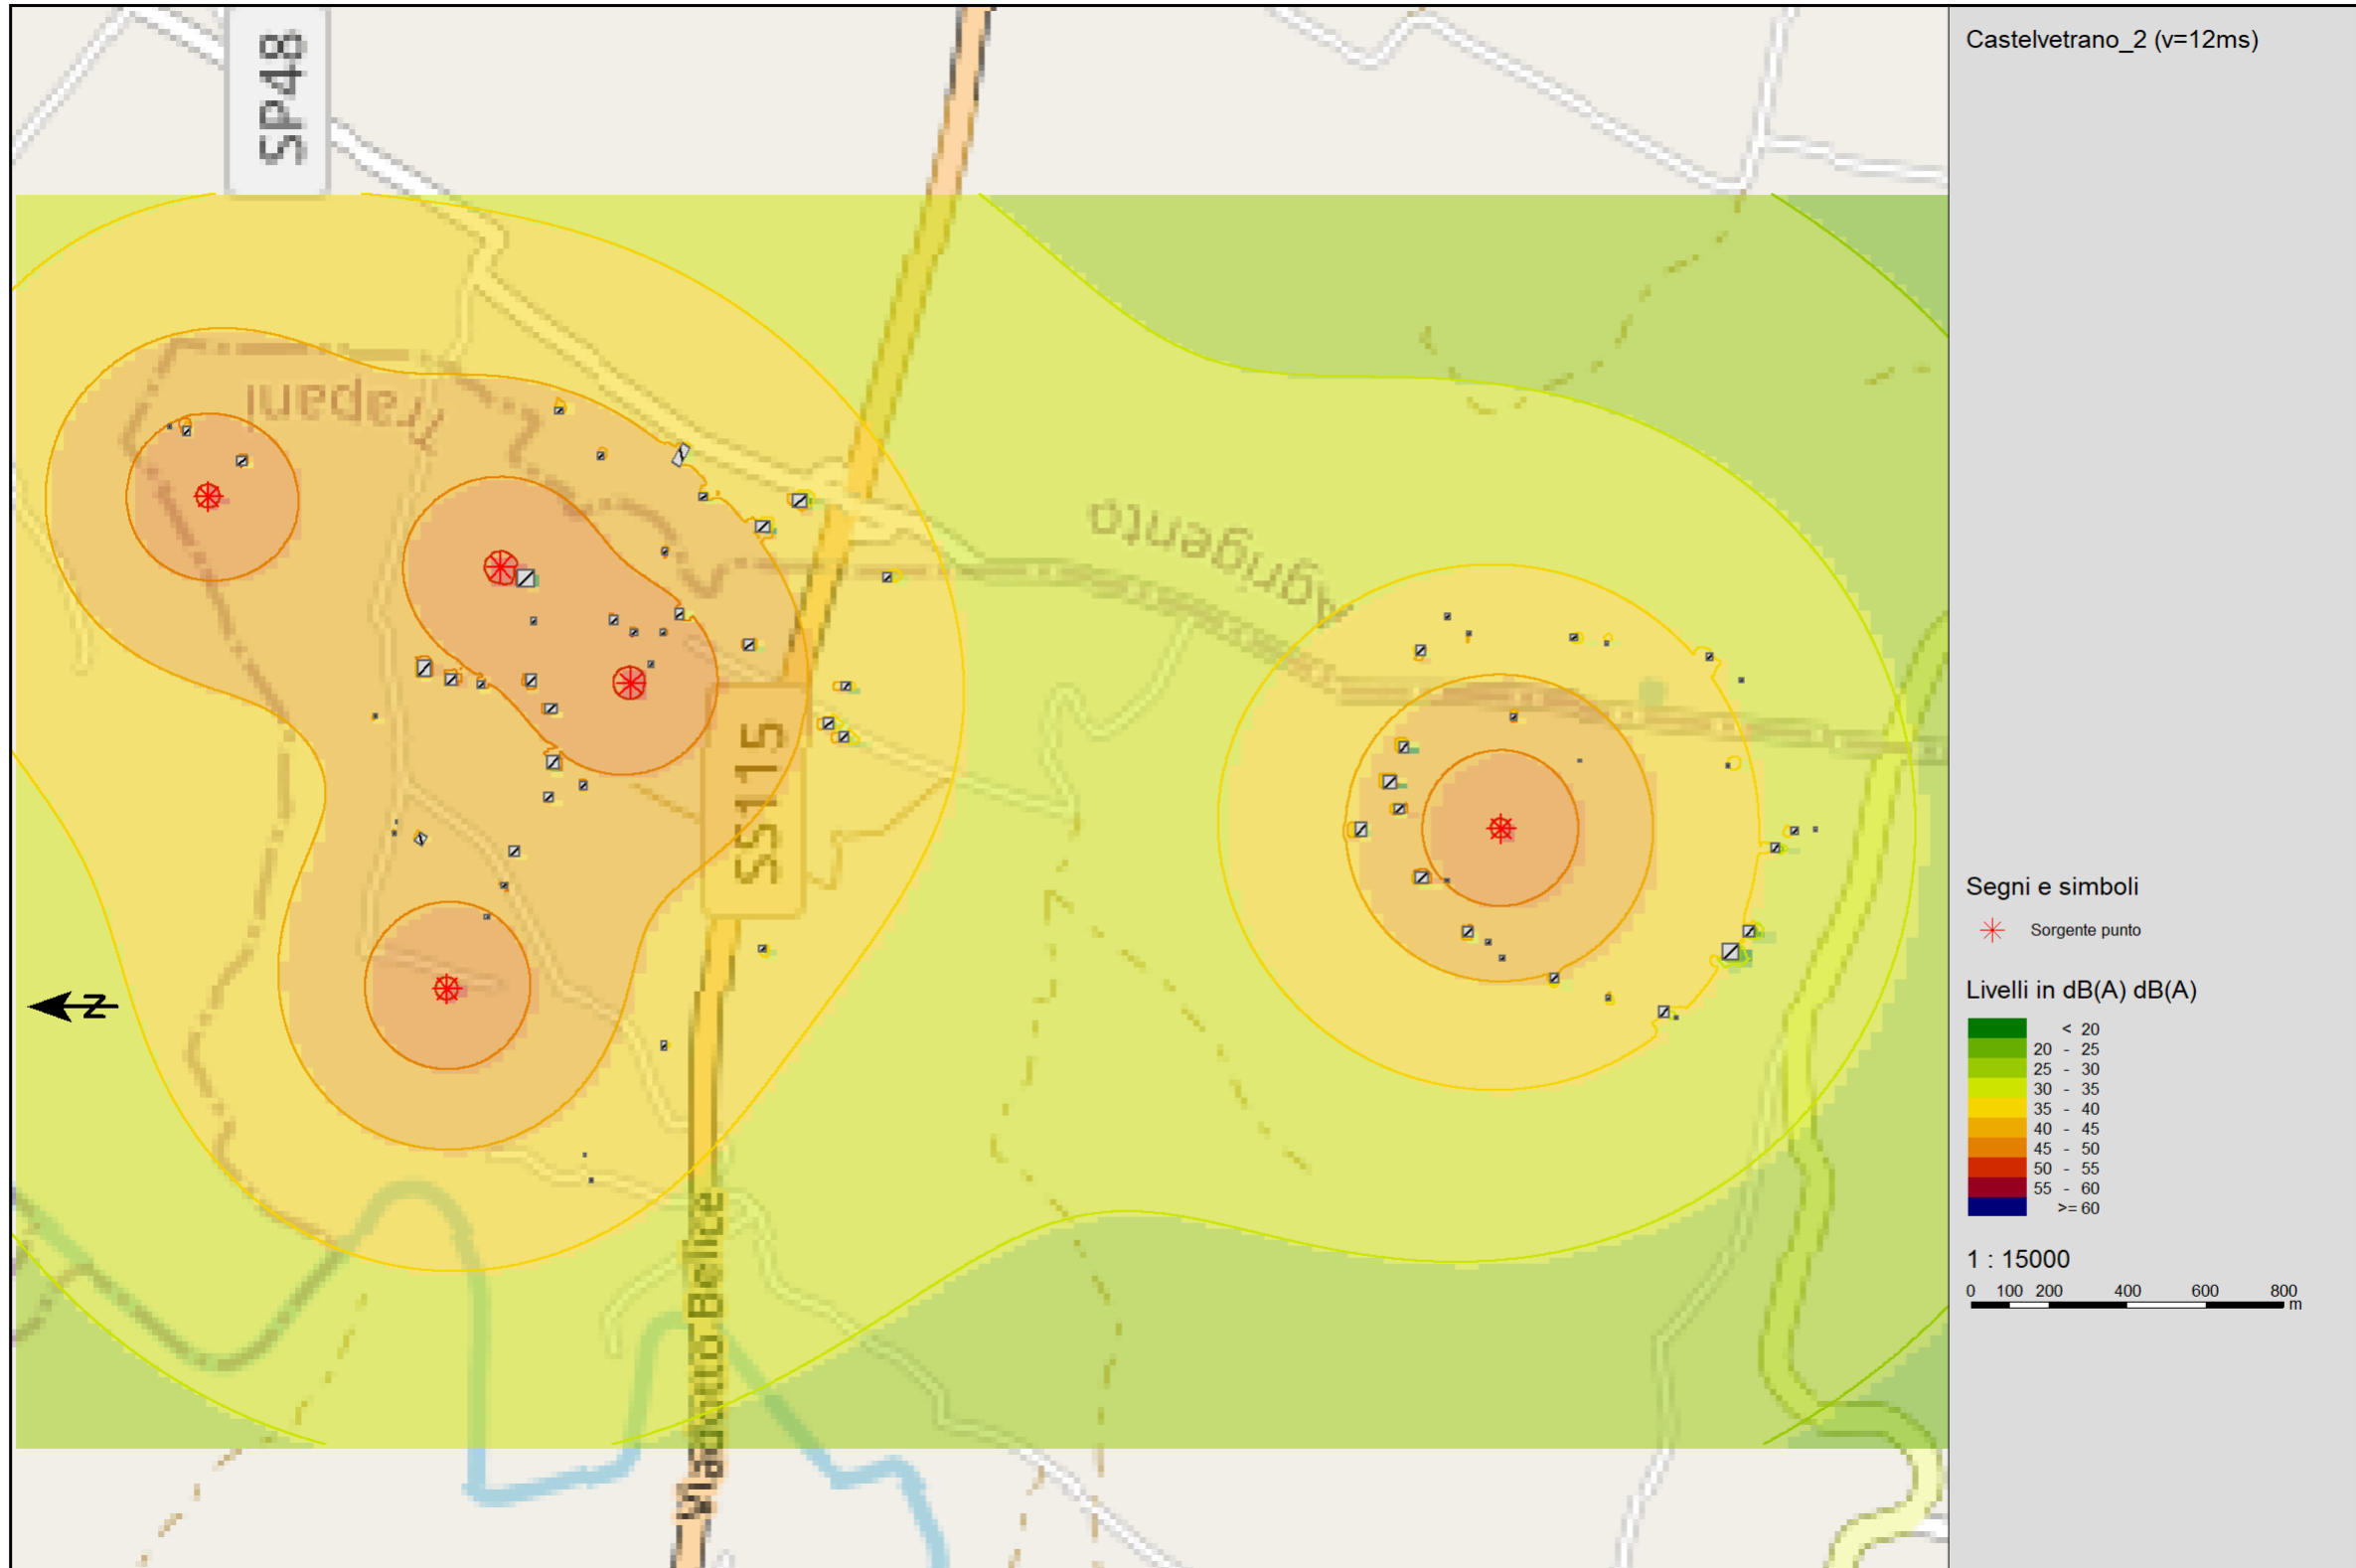 SP48
Castelvetrano_2 (v=12ms)
Trapani
Agrigento
SS115
N
Viadotto Belice
Segni e simboli
Sorgente punto
Livelli in dB(A) dB(A)
< 20
20 - 25
25 - 30
30 - 35
35 - 40
40 - 45
45 - 50
50 - 55
55 - 60
>= 60
1 : 15000
0 100 200 400 600 800
m